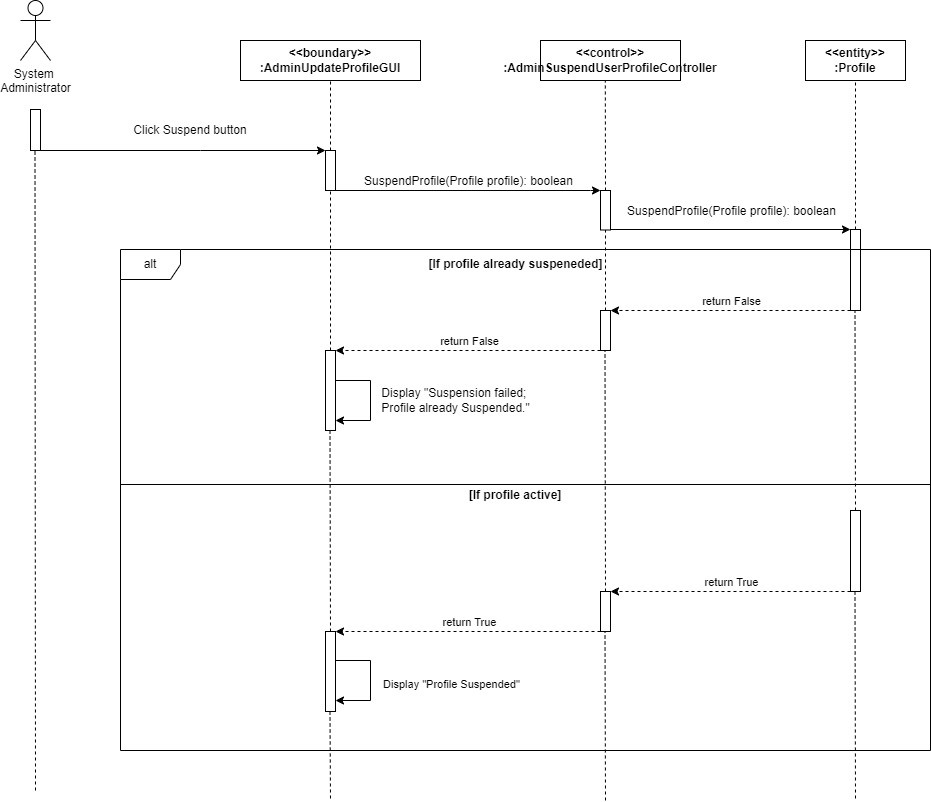 System
Administrator
<<boundary>>
:AdminUpdateProfileGUI
<<control>>
:AdminSuspendUserProfileController
<<entity>>
:Profile
Click Suspend button
SuspendProfile(Profile profile): boolean
SuspendProfile(Profile profile): boolean
alt
[If profile already suspeneded]
return False
return False
Display "Suspension failed;
Profile already Suspended."
[If profile active]
return True
return True
Display "Profile Suspended"